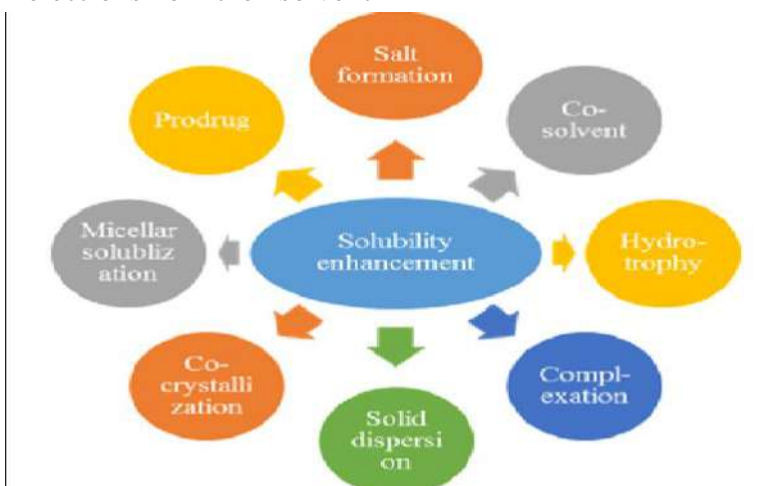 Salt
formation
Co-
solvent
Hydro-
trophy
Compl-
exation
Solid
dispersi
on
Co-
crystalli
zation
Micellar
solubliz
ation
Prodrug
Solubility
enhancement